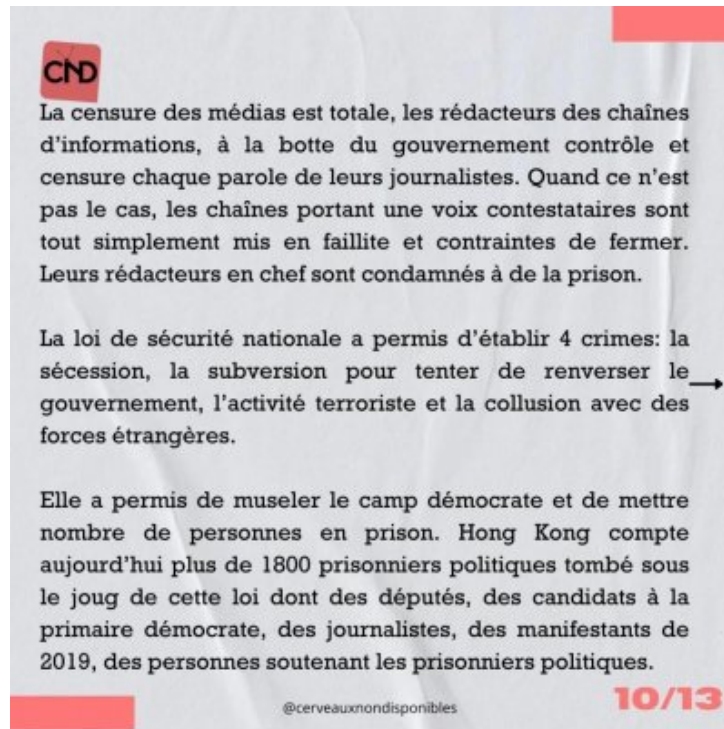 CND
La censure des médias est totale, les rédacteurs des chaînes
d'informations, à la botte du gouvernement contrôle et
censure chaque parole de leurs journalistes. Quand ce n'est
pas le cas, les chaînes portant une voix contestataires sont
tout simplement mis en faillite et contraintes de fermer.
Leurs rédacteurs en chef sont condamnés à de la prison.
La loi de sécurité nationale a permis d'établir 4 crimes: la
sécession, la subversion pour tenter de renverser le
gouvernement, l'activité terroriste et la collusion avec des
forces étrangères.
Elle a permis de museler le camp démocrate et de mettre
nombre de personnes en prison. Hong Kong compte
aujourd'hui plus de 1800 prisonniers politiques tombé sous
le joug de cette loi dont des députés, des candidats à la
primaire démocrate, des journalistes, des manifestants de
2019, des personnes soutenant les prisonniers politiques.
@cerveauxnondisponibles
10/13